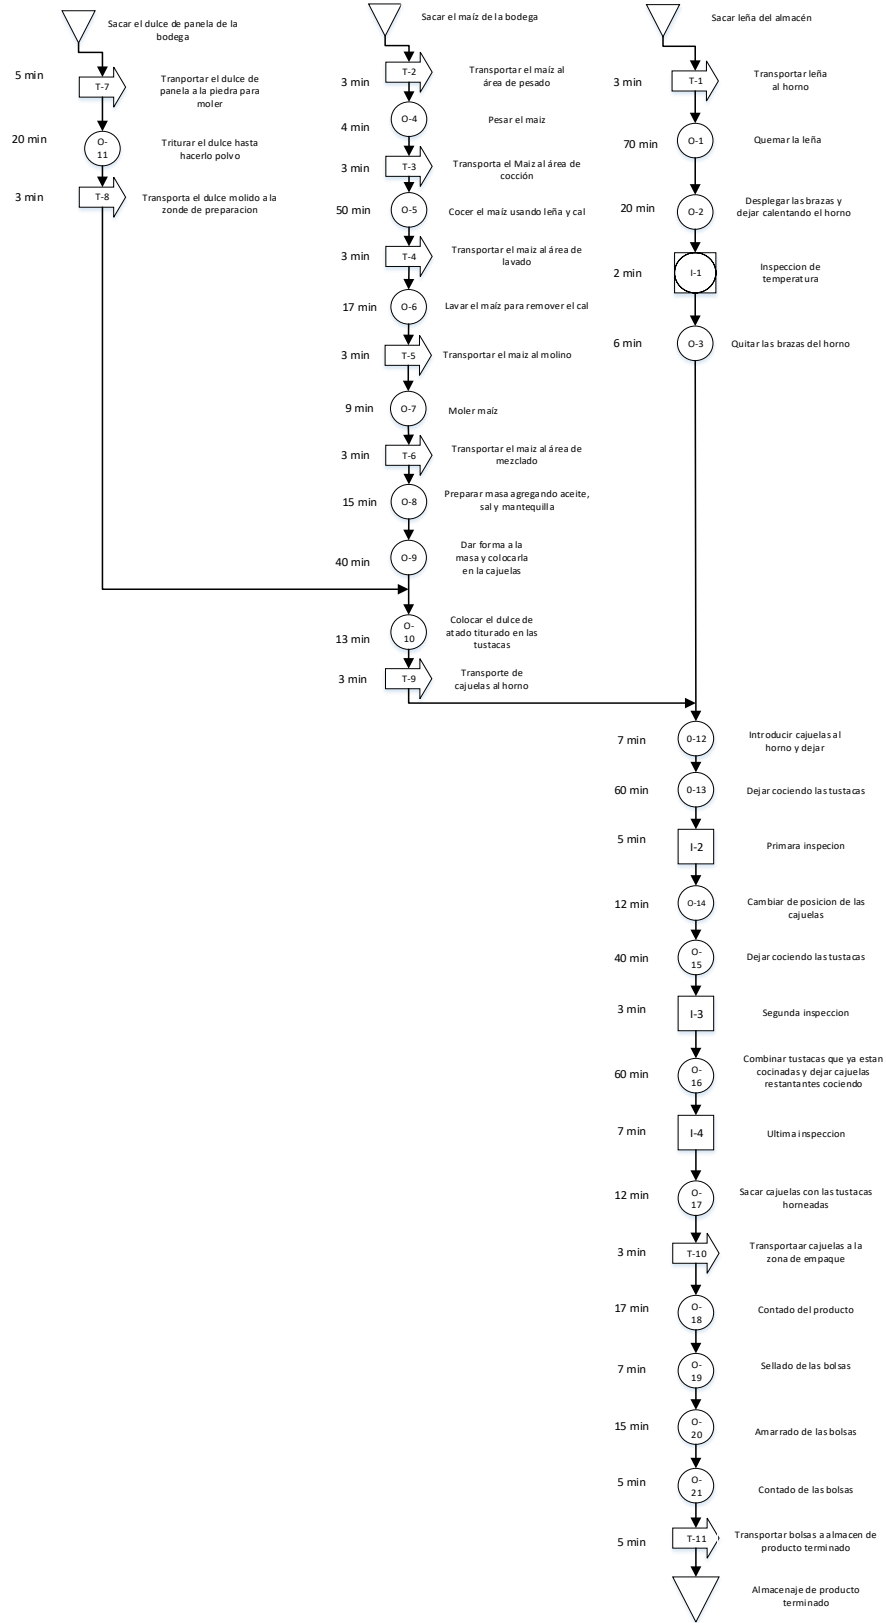 Sacar el dulce de panela de la
bodega
5 min
T-7
Tranportar el dulce de
panela a la piedra para
moler
20 min
O-
11
Triturar el dulce hasta
hacerlo polvo
3 min
T-8
Transporta el dulce molido a la
zonde de preparacion
Sacar el maíz de la bodega
3 min
T-2
Transportar el maíz al
área de pesado
4 min
O-4
Pesar el maiz
3 min
T-3
Transporta el Maiz al área de
cocción
50 min
O-5
Cocer el maíz usando leña y cal
3 min
T-4
Transportar el maiz al área de
lavado
17 min
O-6
Lavar el maíz para remover el cal
3 min
T-5
Transportar el maiz al molino
9 min
O-7
Moler maíz
3 min
T-6
Transportar el maiz al área de
mezclado
15 min
O-8
Preparar masa agregando aceite,
sal y mantequilla
40 min
O-9
Dar forma a la
masa y colocarla
en la cajuelas
13 min
O-
10
Colocar el dulce de
atado titurado en las
tustacas
3 min
T-9
Transporte de
cajuelas al horno
Sacar leña del almacén
3 min
T-1
Transportar leña
al horno
70 min
O-1
Quemar la leña
20 min
O-2
Desplegar las brazas y
dejar calentando el horno
2 min
I-1
Inspeccion de
temperatura
6 min
O-3
Quitar las brazas del horno
7 min
0-12
Introducir cajuelas al
horno y dejar
60 min
0-13
Dejar cociendo las tustacas
5 min
I-2
Primara inspecion
12 min
O-14
Cambiar de posicion de las
cajuelas
40 min
O-
15
Dejar cociendo las tustacas
3 min
I-3
Segunda inspeccion
60 min
O-
16
Combinar tustacas que ya estan
cocinadas y dejar cajuelas
restantantes cociendo
7 min
I-4
Ultima inspeccion
12 min
O-
17
Sacar cajuelas con las tustacas
horneadas
3 min
T-10
Transportaar cajuelas a la
zona de empaque
17 min
O-
18
Contado del producto
7 min
O-
19
Sellado de las bolsas
15 min
O-
20
Amarrado de las bolsas
5 min
O-
21
Contado de las bolsas
5 min
T-11
Transportar bolsas a almacen de
producto terminado
Almacenaje de producto
terminado